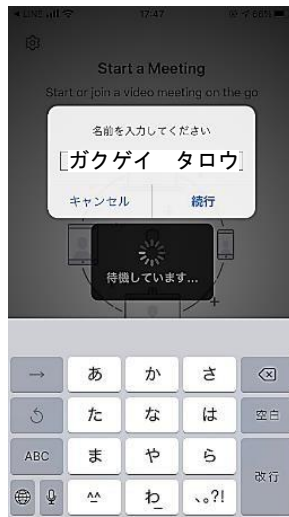 LINE 17:47 66%
Start a Meeting
Start or join a video meeting on the go
名前を入力してください
ガクゲイ　タロウ
キャンセル 続行
待機しています...
→ あ か さ
た な は 空白
ABC ま や ら
^^ わ_ 、。?! 改行